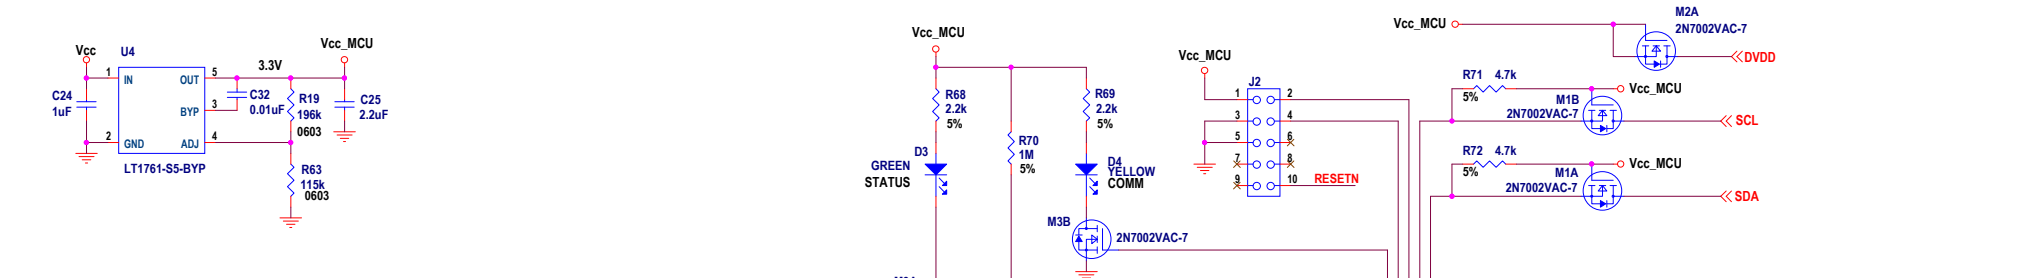 Vcc
U4
Vcc_MCU
3.3V
1
IN
OUT
5
C24
1uF
BYP
3
C32
0.01uF
R19
196k
0603
C25
2.2uF
2
GND
ADJ
4
LT1761-S5-BYP
R63
115k
0603
Vcc_MCU
R68
2.2k
5%
R69
2.2k
5%
R70
1M
5%
D3
GREEN
STATUS
D4
YELLOW
COMM
M3B
2N7002VAC-7
Vcc_MCU
J2
1
2
3
4
5
6
7
8
9
10
RESETN
Vcc_MCU
M2A
2N7002VAC-7
DVDD
R71 4.7k
5%
Vcc_MCU
M1B
2N7002VAC-7
SCL
R72 4.7k
5%
Vcc_MCU
M1A
2N7002VAC-7
SDA